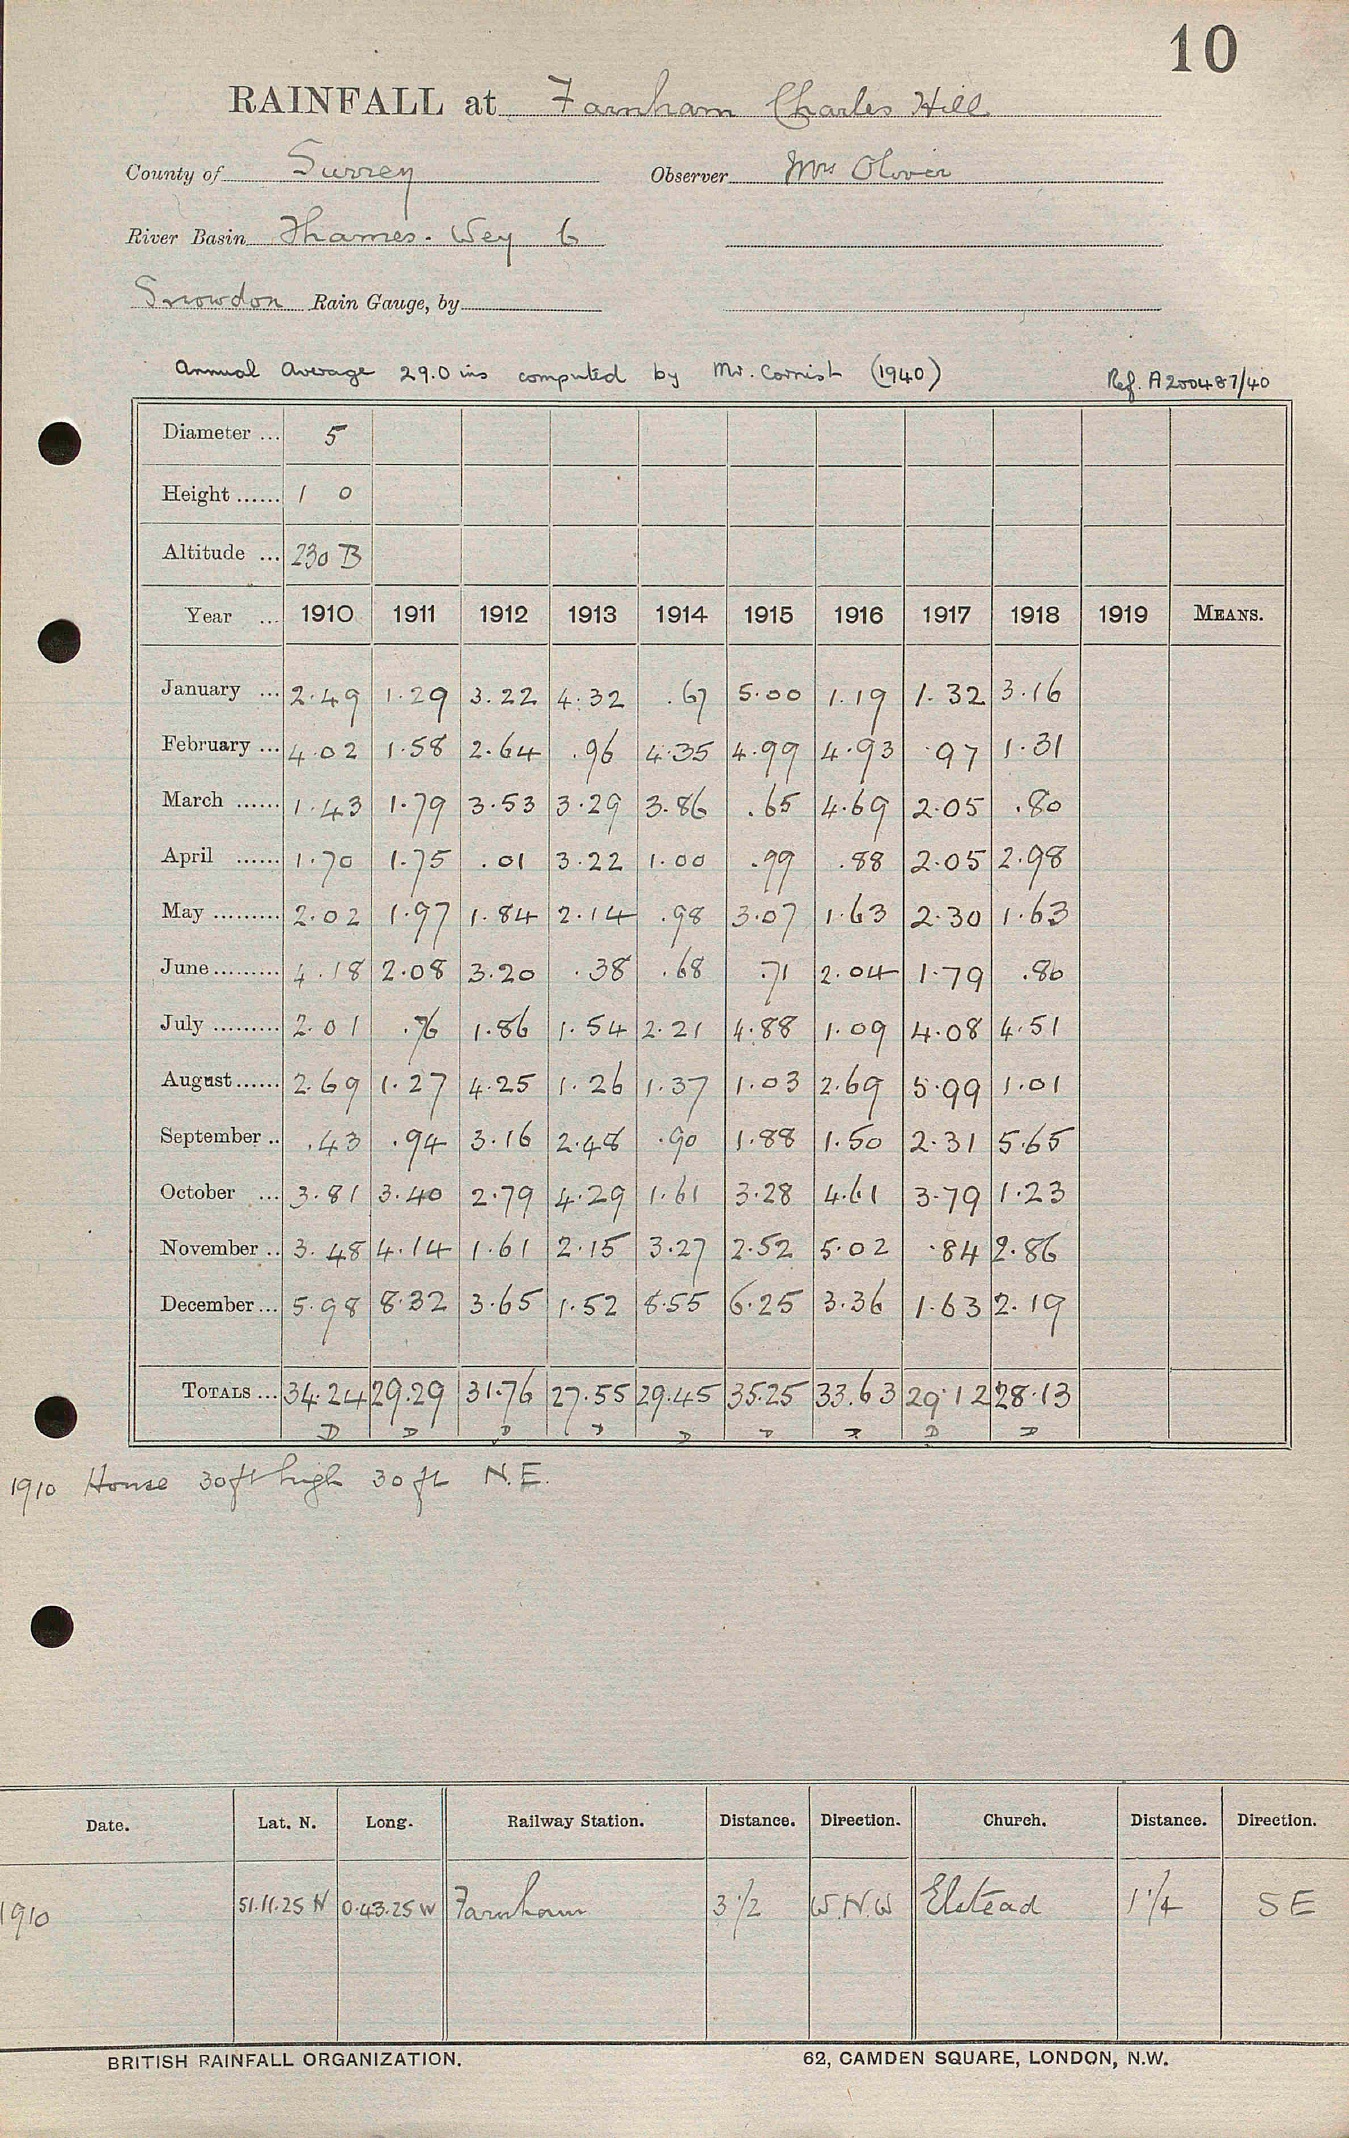 10
RAINFALL at Farnham Charles Hill
County of Surrey Observer Mrs Oliver
River Basin Thames. Wey 6
Snowdon Rain Gauge, by
Annual Average 29.0 ins computed by Mr. Cornish (1940) Ref. A200487/40
Diameter ... 5
Height ...... 1 0
Altitude ... 230 B
Year ... 1910 1911 1912 1913 1914 1915 1916 1917 1918 1919 MEANS.
January ... 2.49 1.29 3.22 4.32 .67 5.00 1.19 1.32 3.16
February ... 4.02 1.58 2.64 .96 4.35 4.99 4.93 .97 1.31
March ...... 1.43 1.79 3.53 3.29 3.86 .65 4.69 2.05 .80
April ...... 1.70 1.75 .01 3.22 1.00 .99 .88 2.05 2.98
May ......... 2.02 1.97 1.84 2.14 .98 3.07 1.63 2.30 1.63
June ......... 4.18 2.08 3.20 .38 .68 .71 2.04 1.79 .80
July ......... 2.01 .76 1.86 1.54 2.21 4.88 1.09 4.08 4.51
August ...... 2.69 1.27 4.25 1.26 1.37 1.03 2.69 5.99 1.01
September .. .43 .94 3.16 2.48 .90 1.88 1.50 2.31 5.65
October ... 3.81 3.40 2.79 4.29 1.61 3.28 4.61 3.79 1.23
November .. 3.48 4.14 1.61 2.15 3.27 2.52 5.02 .84 2.86
December ... 5.98 8.32 3.65 1.52 8.55 6.25 3.36 1.63 2.19
TOTALS ... 34.24 29.29 31.76 27.55 29.45 35.25 33.63 29.12 28.13
D D D D D D D D D
1910 House 30 ft high 30 ft N.E.
Date. Lat. N. Long. Railway Station. Distance. Direction. Church. Distance. Direction.
1910 51.11.25 N 0.43.25 W Farnham 3 1/2 W.N.W Elstead 1 1/4 S E
BRITISH RAINFALL ORGANIZATION. 62, CAMDEN SQUARE, LONDON, N.W.